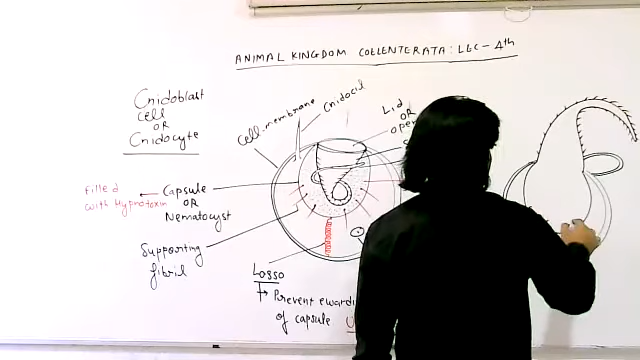 ANIMAL KINGDOM COELENTERATA: LEC-4th
Cnidoblast
cell
OR
Cnidocyte
Cell-membrane
Cnidocil
Lid
OR
oper
Filled
with Hypnotoxin
Capsule
OR
Nematocyst
Supporting
fibril
Lasso
Prevent
of capsule